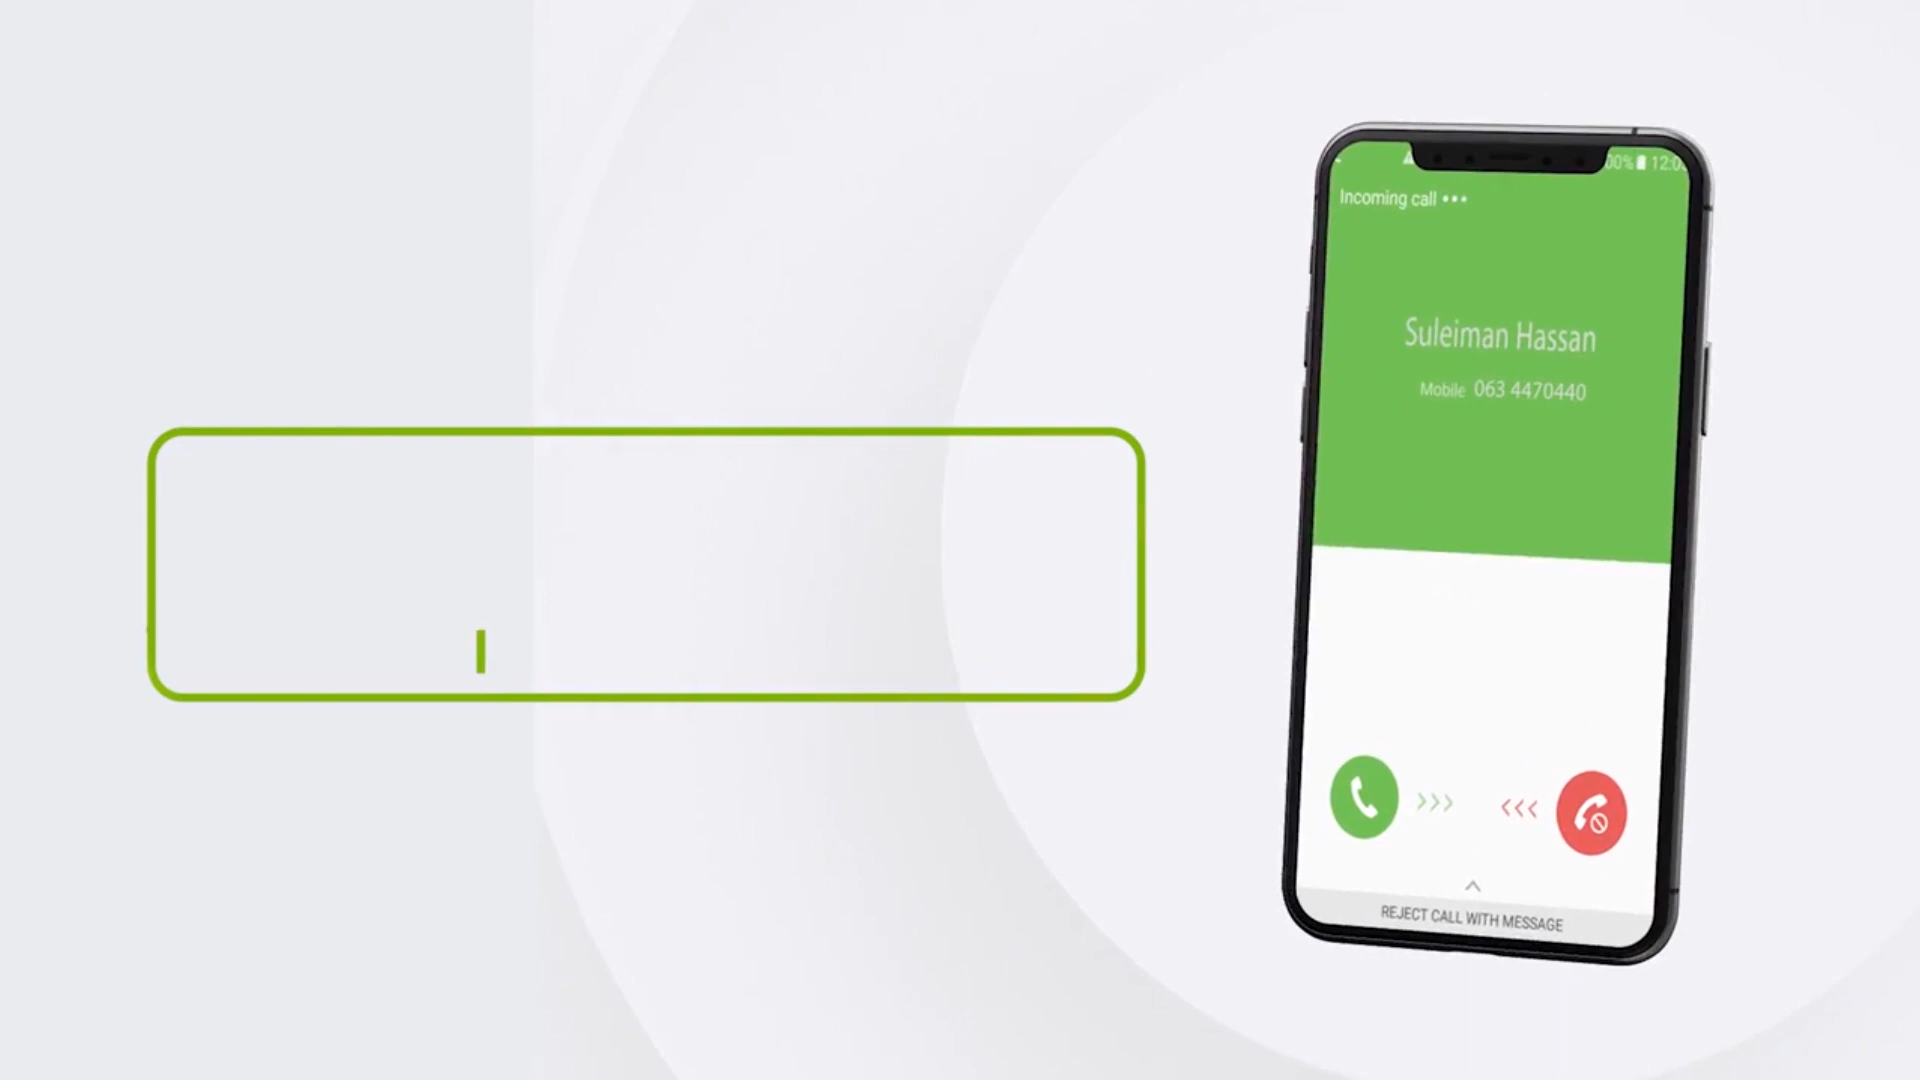 Incoming call •••
Suleiman Hassan
Mobile 063 4470440
REJECT CALL WITH MESSAGE